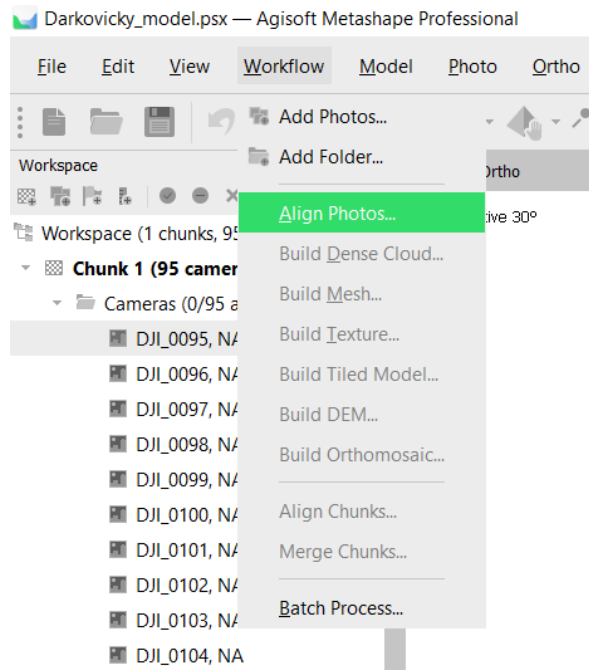 Darkovicky_model.psx — Agisoft Metashape Professional
File Edit View Workflow Model Photo Ortho
Workspace
Workspace (1 chunks, 95
Chunk 1 (95 camer
Cameras (0/95 a
DJI_0095, NA
DJI_0096, NA
DJI_0097, NA
DJI_0098, NA
DJI_0099, NA
DJI_0100, NA
DJI_0101, NA
DJI_0102, NA
DJI_0103, NA
DJI_0104, NA
Add Photos...
Add Folder...
Align Photos...
Build Dense Cloud...
Build Mesh...
Build Texture...
Build Tiled Model...
Build DEM...
Build Orthomosaic...
Align Chunks...
Merge Chunks...
Batch Process...
Ortho
tive 30°